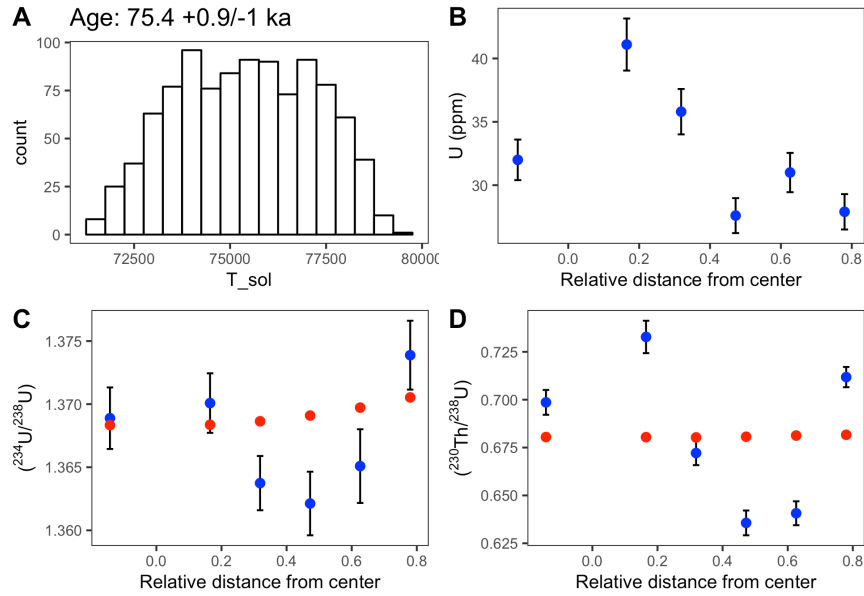 A
Age: 75.4 +0.9/-1 ka
100
75
50
25
0
count
72500
75000
77500
80000
T_sol
B
40
35
30
U (ppm)
0.0
0.2
0.4
0.6
0.8
Relative distance from center
C
1.375
1.370
1.365
1.360
(²³⁴U/²³⁸U)
0.0
0.2
0.4
0.6
0.8
Relative distance from center
D
0.725
0.700
0.675
0.650
0.625
(²³⁰Th/²³⁸U)
0.0
0.2
0.4
0.6
0.8
Relative distance from center